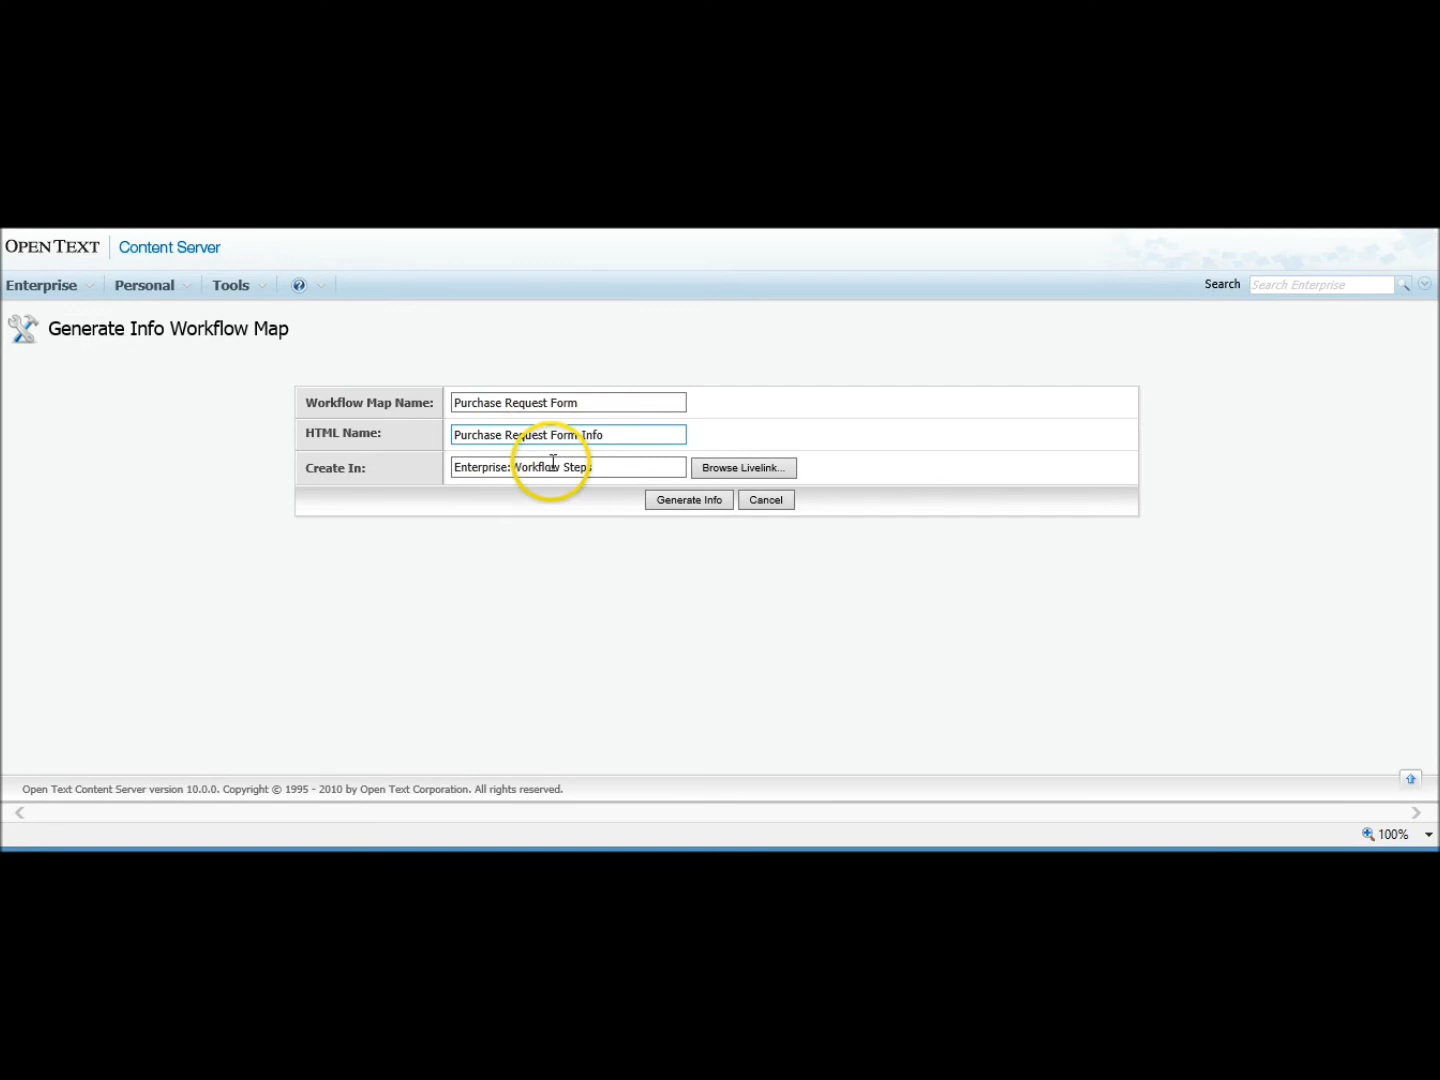 OPEN TEXT | Content Server
Enterprise Personal Tools ? Search Search Enterprise
Generate Info Workflow Map
Workflow Map Name: Purchase Request Form
HTML Name: Purchase Request Form Info
Create In: Enterprise:Workflow Steps Browse Livelink...
Generate Info Cancel
Open Text Content Server version 10.0.0. Copyright © 1995 - 2010 by Open Text Corporation. All rights reserved.
100%